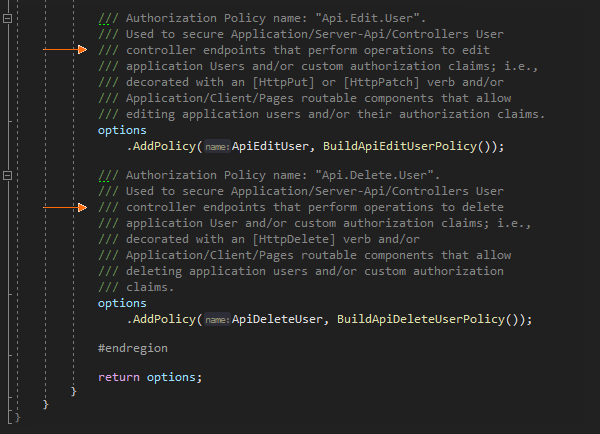 /// Authorization Policy name: "Api.Edit.User".
/// Used to secure Application/Server-Api/Controllers User
/// controller endpoints that perform operations to edit
/// application Users and/or custom authorization claims; i.e.,
/// decorated with an [HttpPut] or [HttpPatch] verb and/or
/// Application/Client/Pages routable components that allow
/// editing application users and/or their authorization claims.
options
.AddPolicy(name:ApiEditUser, BuildApiEditUserPolicy());
/// Authorization Policy name: "Api.Delete.User".
/// Used to secure Application/Server-Api/Controllers User
/// controller endpoints that perform operations to delete
/// application User and/or custom authorization claims; i.e.,
/// decorated with an [HttpDelete] verb and/or
/// Application/Client/Pages routable components that allow
/// deleting application users and/or custom authorization
/// claims.
options
.AddPolicy(name:ApiDeleteUser, BuildApiDeleteUserPolicy());
#endregion
return options;
}
}
}